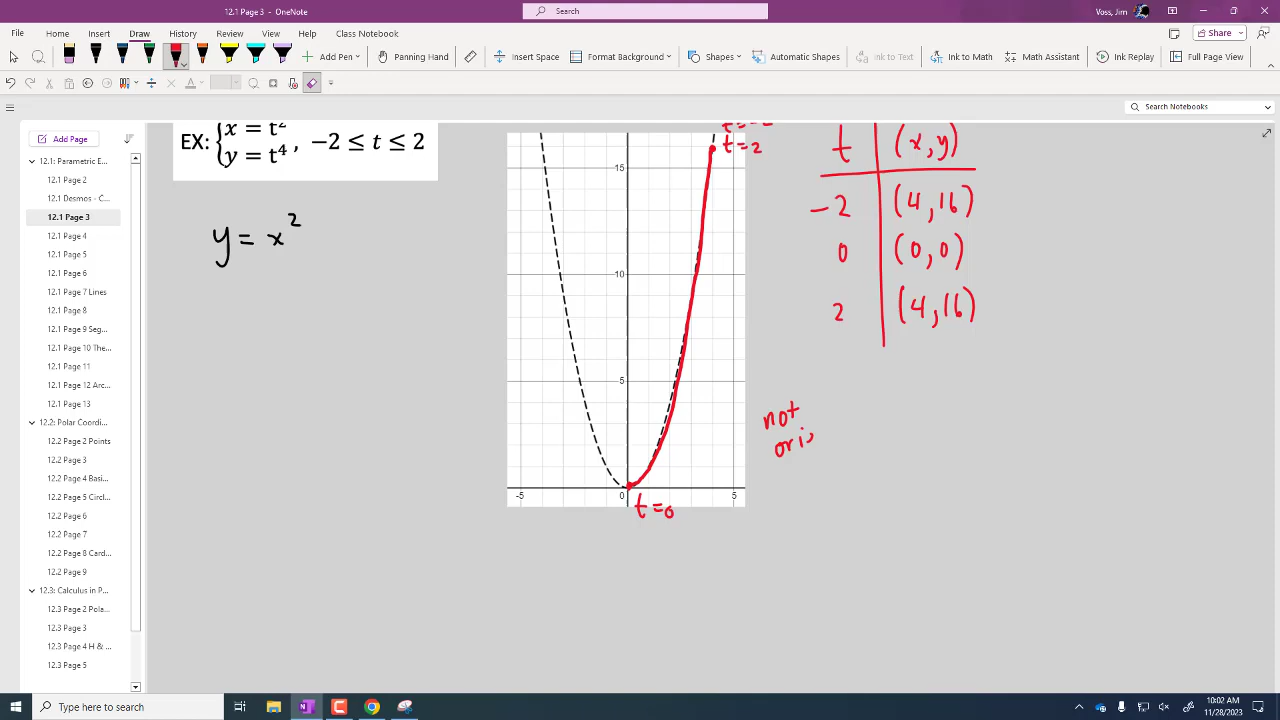 12.1 Page 3 - OneNote
Search
Voss, Jim
File Home Insert Draw History Review View Help Class Notebook
Share
Add Pen
Panning Hand
Insert Space
Format Background
Shapes
Automatic Shapes
Ink to Text
Ink to Math
Math Assistant
Ink Replay
Full Page View
Search Notebooks
Add Page
12.1: Parametric E...
12.1 Page 2
12.1 Desmos - C...
12.1 Page 3
12.1 Page 4
12.1 Page 5
12.1 Page 6
12.1 Page 7 Lines
12.1 Page 8
12.1 Page 9 Seg...
12.1 Page 10 The...
12.1 Page 11
12.1 Page 12 Arc...
12.1 Page 13
12.2: Polar Coordi...
12.2 Page 2 Points
12.2 Page 3
12.2 Page 4 Basi...
12.2 Page 5 Circl...
12.2 Page 6
12.2 Page 7
12.2 Page 8 Card...
12.2 Page 9
12.3: Calculus in P...
12.3 Page 2 Pola...
12.3 Page 3
12.3 Page 4 H & ...
12.3 Page 5
EX: { x = t²
y = t⁴ , −2 ≤ t ≤ 2
y = x²
15
10
5
-5 0 5
t=2
t=0
t (x,y)
-2 (4,16)
0 (0,0)
2 (4,16)
not
ori
Type here to search
10:02 AM
11/28/2023